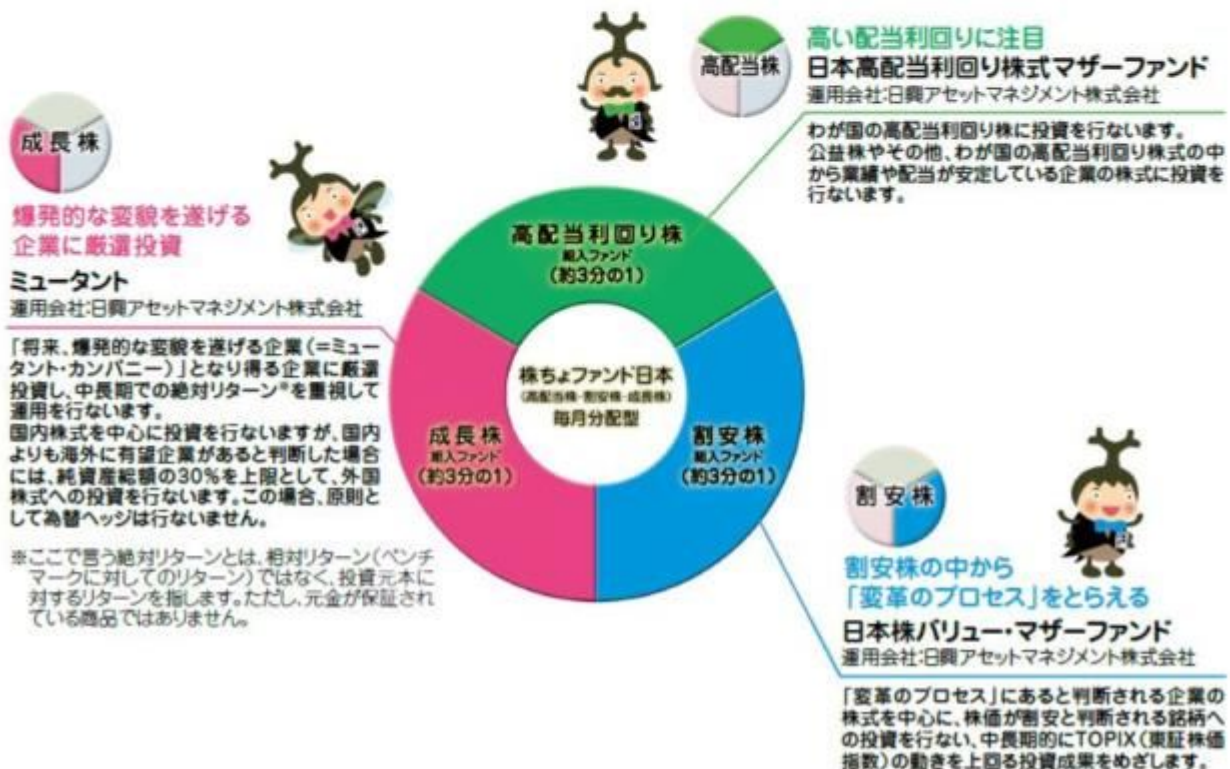 高配当株
高い配当利回りに注目
日本高配当利回り株式マザーファンド
運用会社:日興アセットマネジメント株式会社
わが国の高配当利回り株に投資を行ないます。
公益株やその他、わが国の高配当利回り株式の中
から業績や配当が安定している企業の株式に投資を
行ないます。
成長株
爆発的な変貌を遂げる
企業に厳選投資
ミュータント
運用会社:日興アセットマネジメント株式会社
「将来、爆発的な変貌を遂げる企業(=ミュー
タント・カンパニー)」となり得る企業に厳選
投資し、中長期での絶対リターン※を重視して
運用を行ないます。
国内株式を中心に投資を行ないますが、国内
よりも海外に有望企業があると判断した場合
には、純資産総額の30%を上限として、外国
株式への投資を行ないます。この場合、原則と
して為替ヘッジは行ないません。
※ここで言う絶対リターンとは、相対リターン(ベンチ
マークに対してのリターン)ではなく、投資元本に
対するリターンを指します。ただし、元金が保証され
ている商品ではありません。
高配当利回り株
組入ファンド
(約3分の1)
株ちょファンド日本
(高配当株・割安株・成長株)
毎月分配型
成長株
組入ファンド
(約3分の1)
割安株
組入ファンド
(約3分の1)
割安株
割安株の中から
「変革のプロセス」をとらえる
日本株バリュー・マザーファンド
運用会社:日興アセットマネジメント株式会社
「変革のプロセス」にあると判断される企業の
株式を中心に、株価が割安と判断される銘柄へ
の投資を行ない、中長期的にTOPIX(東証株価
指数)の動きを上回る投資成果をめざします。